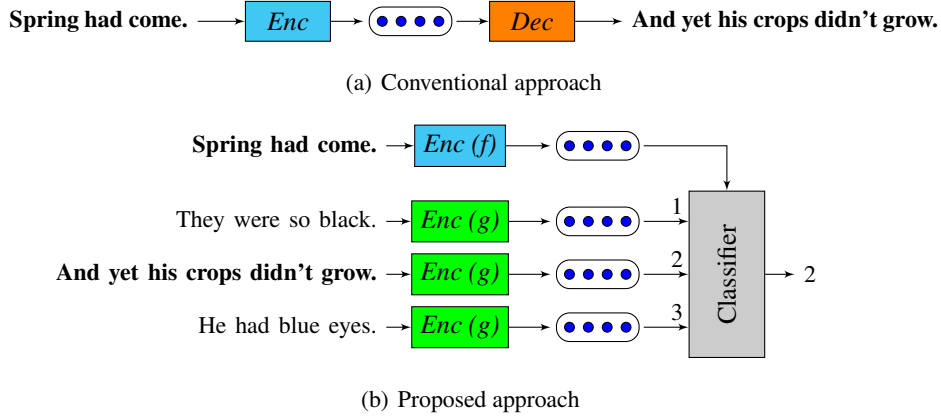 Spring had come. Enc Dec And yet his crops didn't grow.
(a) Conventional approach
Spring had come. Enc (f)
They were so black. Enc (g) 1
And yet his crops didn't grow. Enc (g) 2
He had blue eyes. Enc (g) 3
Classifier
2
(b) Proposed approach